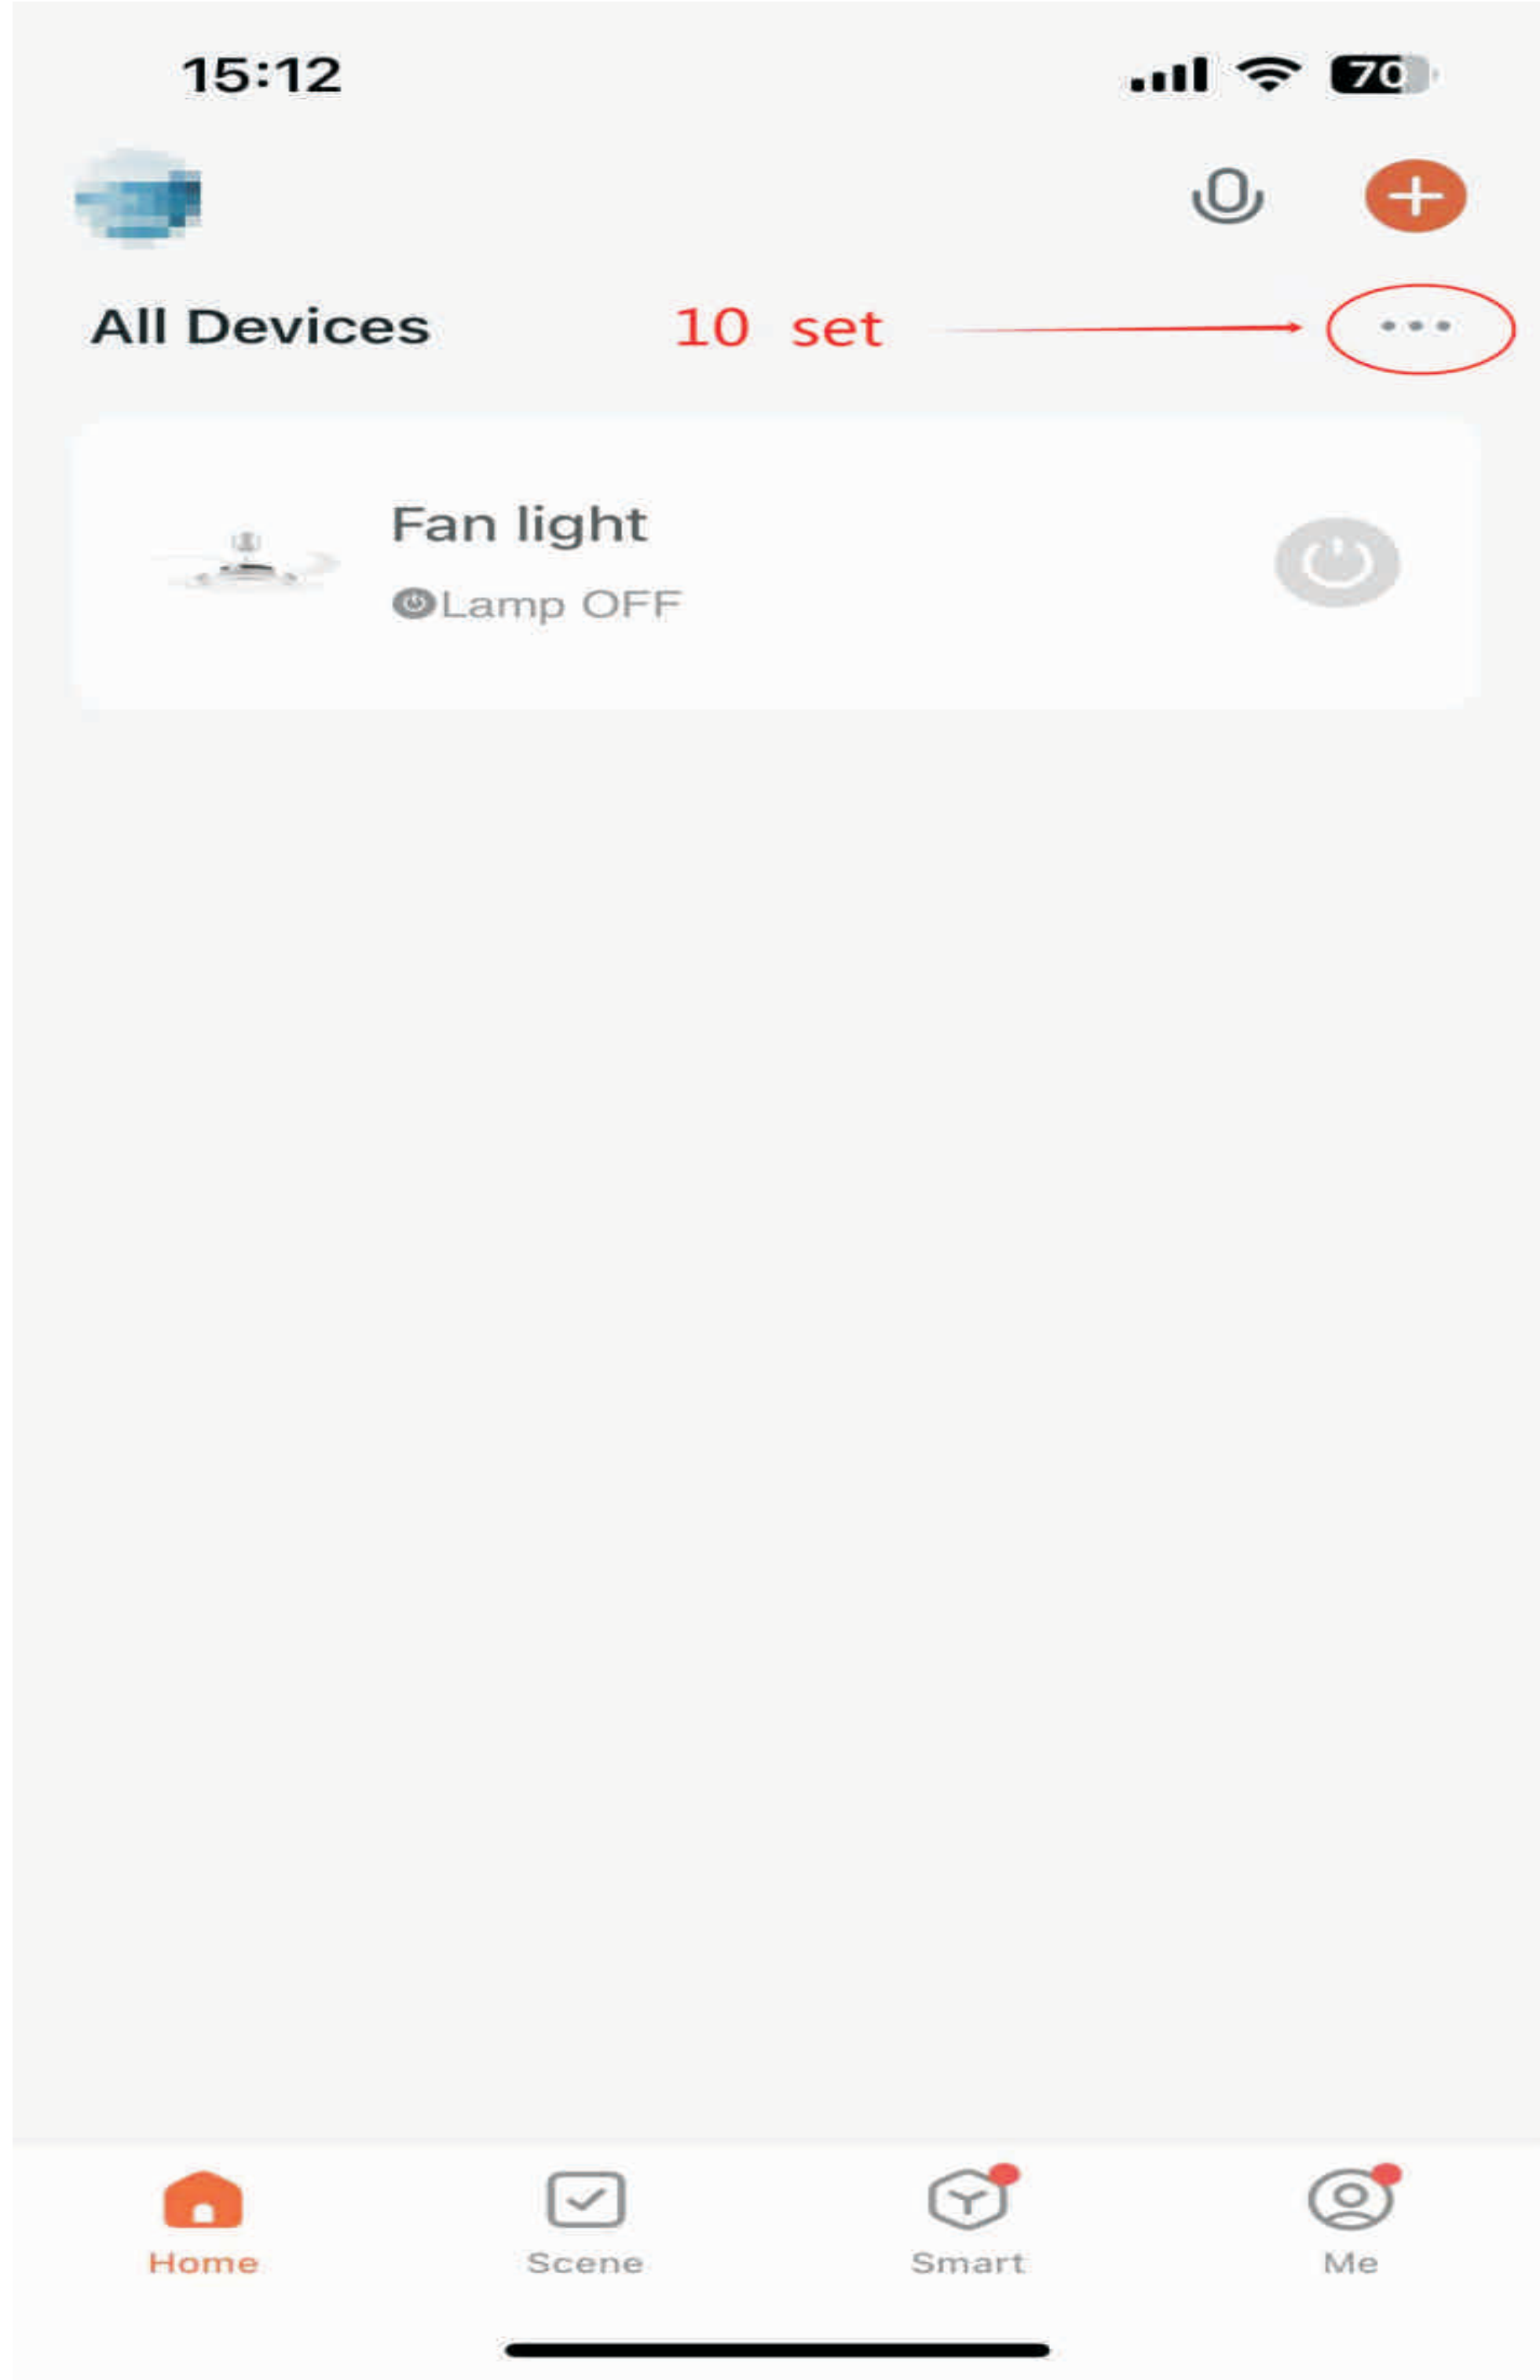 15:12 70
All Devices 10 set
Fan light
Lamp OFF
Home Scene Smart Me